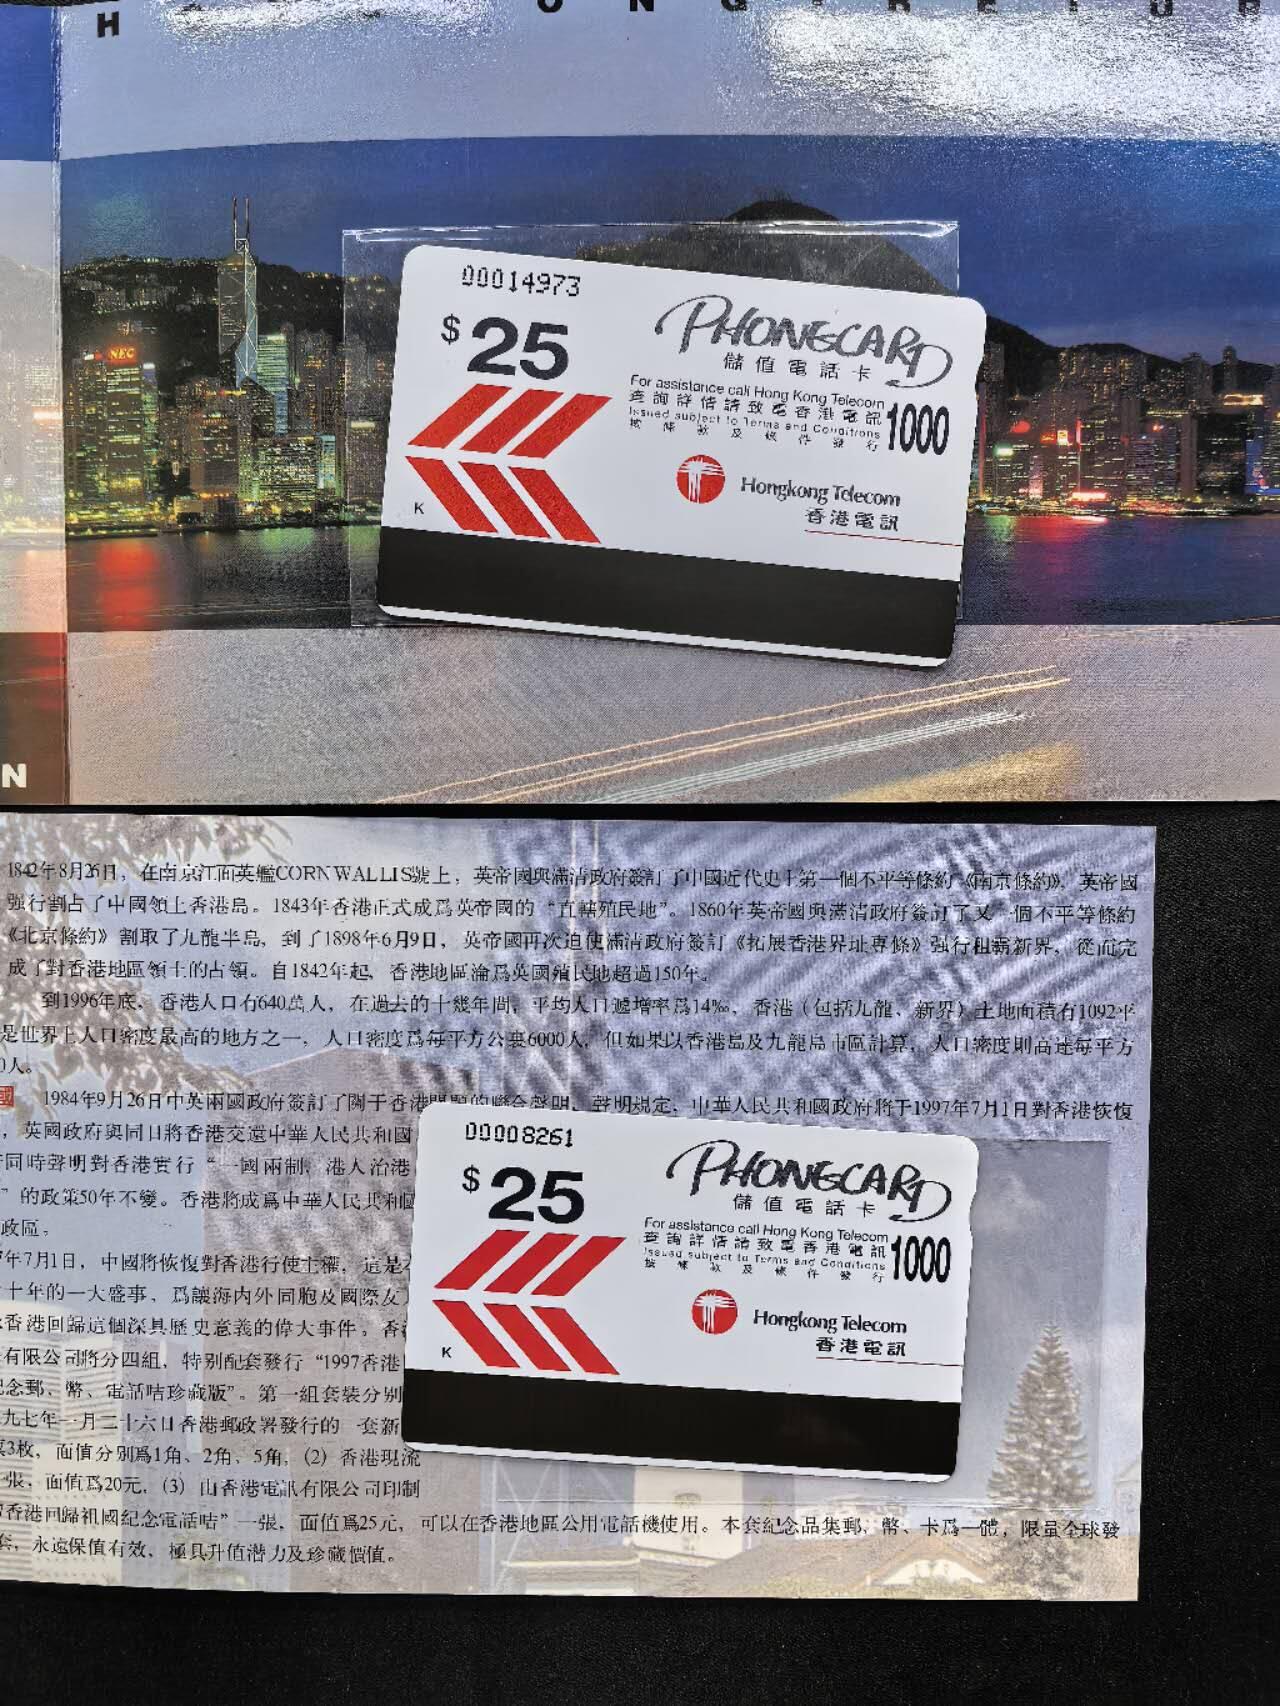 H O N G
NEC
00014973
$25
PHONECARD
儲值電話卡
For assistance call Hong Kong Telecom
查詢詳情請致電香港電訊
Issued subject to Terms and Conditions
按條款及條件發行
1000
Hongkong Telecom
香港電訊
K
N
1842年8月26日，在南京江面英艦CORNWALLIS號上，英帝國與滿清政府簽訂了中國近代史上第一個不平等條約《南京條約》，英帝國
強行割占了中國領土香港島。1843年香港正式成爲英帝國的“直轄殖民地”。1860年英帝國與滿清政府簽訂了又一個不平等條約
《北京條約》割取了九龍半島，到了1898年6月9日，英帝國再次迫使滿清政府簽訂《拓展香港界址專條》强行租藉新界，從而完
成了對香港地區領土的占領。自1842年起，香港地區淪爲英國殖民地超過150年。
到1996年底，香港人口有640萬人，在過去的十幾年間，平均人口遞增率爲14‰，香港（包括九龍、新界）土地面積有1092平
是世界上人口密度最高的地方之一，人口密度爲每平方公裏6000人，但如果以香港島及九龍島市區計算，人口密度則高達每平方
0人。
國
1984年9月26日中英兩國政府簽訂了關于香港問題的聯合聲明，聲明規定，中華人民共和國政府將于1997年7月1日對香港恢復
，英國政府與同日將香港交還中華人民共和國
同時聲明對香港實行“一國兩制，港人治港
”的政策50年不變。香港將成爲中華人民共和國
政區。
年7月1日，中國將恢復對香港行使主權，這是
十年的一大盛事，爲讓海内外同胞及國際友
香港回歸這個深具歷史意義的偉大事件。香
有限公司將分四組，特别配套發行“1997香港
念郵、幣、電話咭珍藏版”。第一組套裝分别
九七年一月二十六日香港郵政署發行的一套新
3枚，面值分别爲1角、2角、5角，(2) 香港現流
張，面值爲20元，(3) 由香港電訊有限公司印制
香港回歸祖國紀念電話咭”一張，面值爲25元，可以在香港地區公用電話機使用。本套紀念品集郵、幣、卡爲一體，限量全球發
套，永遠保值有效，極具升值潛力及珍藏價值。
00008261
$25
PHONECARD
儲值電話卡
For assistance call Hong Kong Telecom
查詢詳情請致電香港電訊
Issued subject to Terms and Conditions
按條款及條件發行
1000
Hongkong Telecom
香港電訊
K